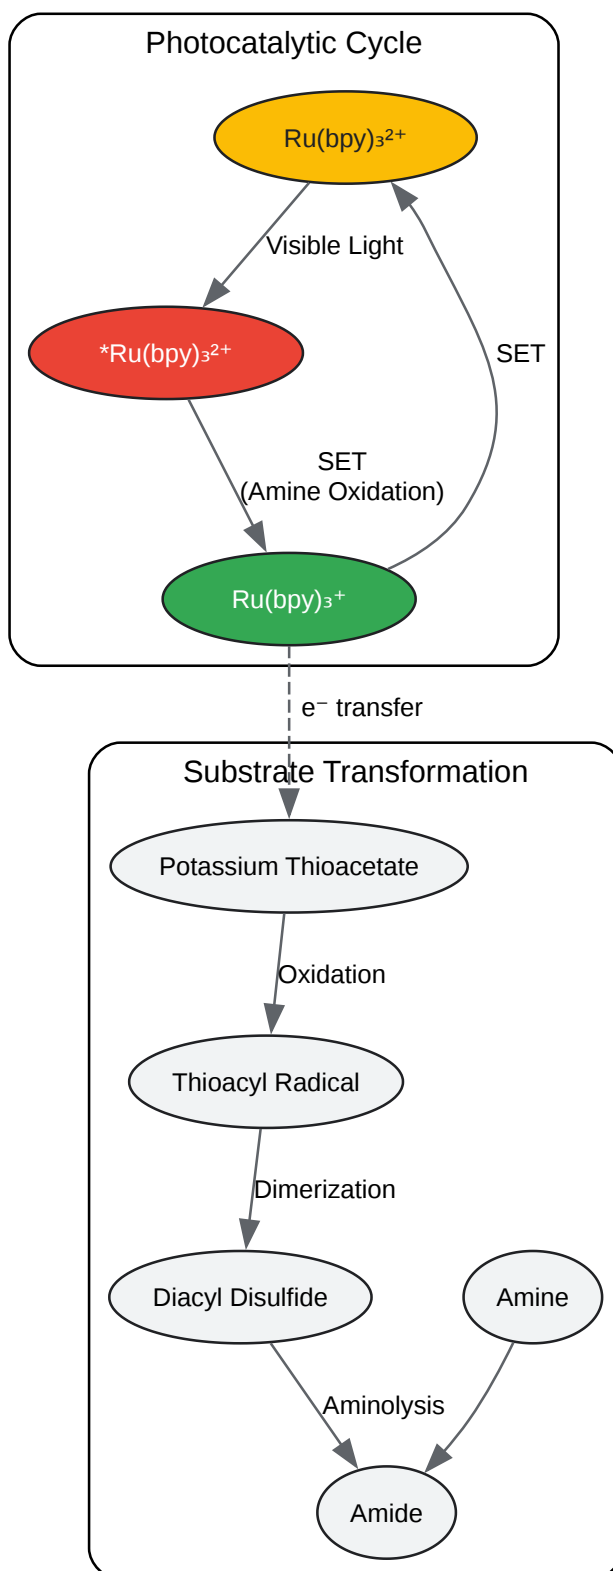 Photocatalytic Cycle
Ru(bpy)₃²⁺
Visible Light
*Ru(bpy)₃²⁺
SET
SET
(Amine Oxidation)
Ru(bpy)₃⁺
e⁻ transfer
Substrate Transformation
Potassium Thioacetate
Oxidation
Thioacyl Radical
Dimerization
Diacyl Disulfide
Amine
Aminolysis
Amide